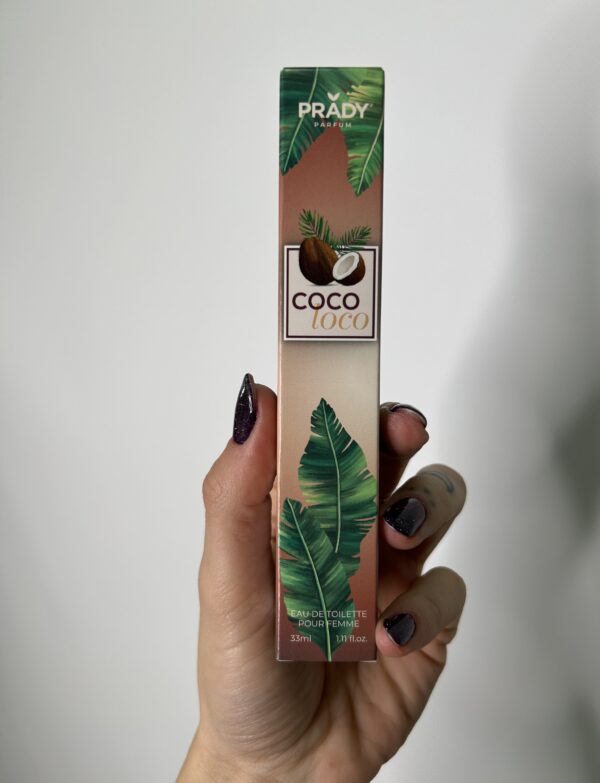 PRADY
PARFUM
COCO
loco
EAU DE TOILETTE
POUR FEMME
33ml 1.11 fl.oz.